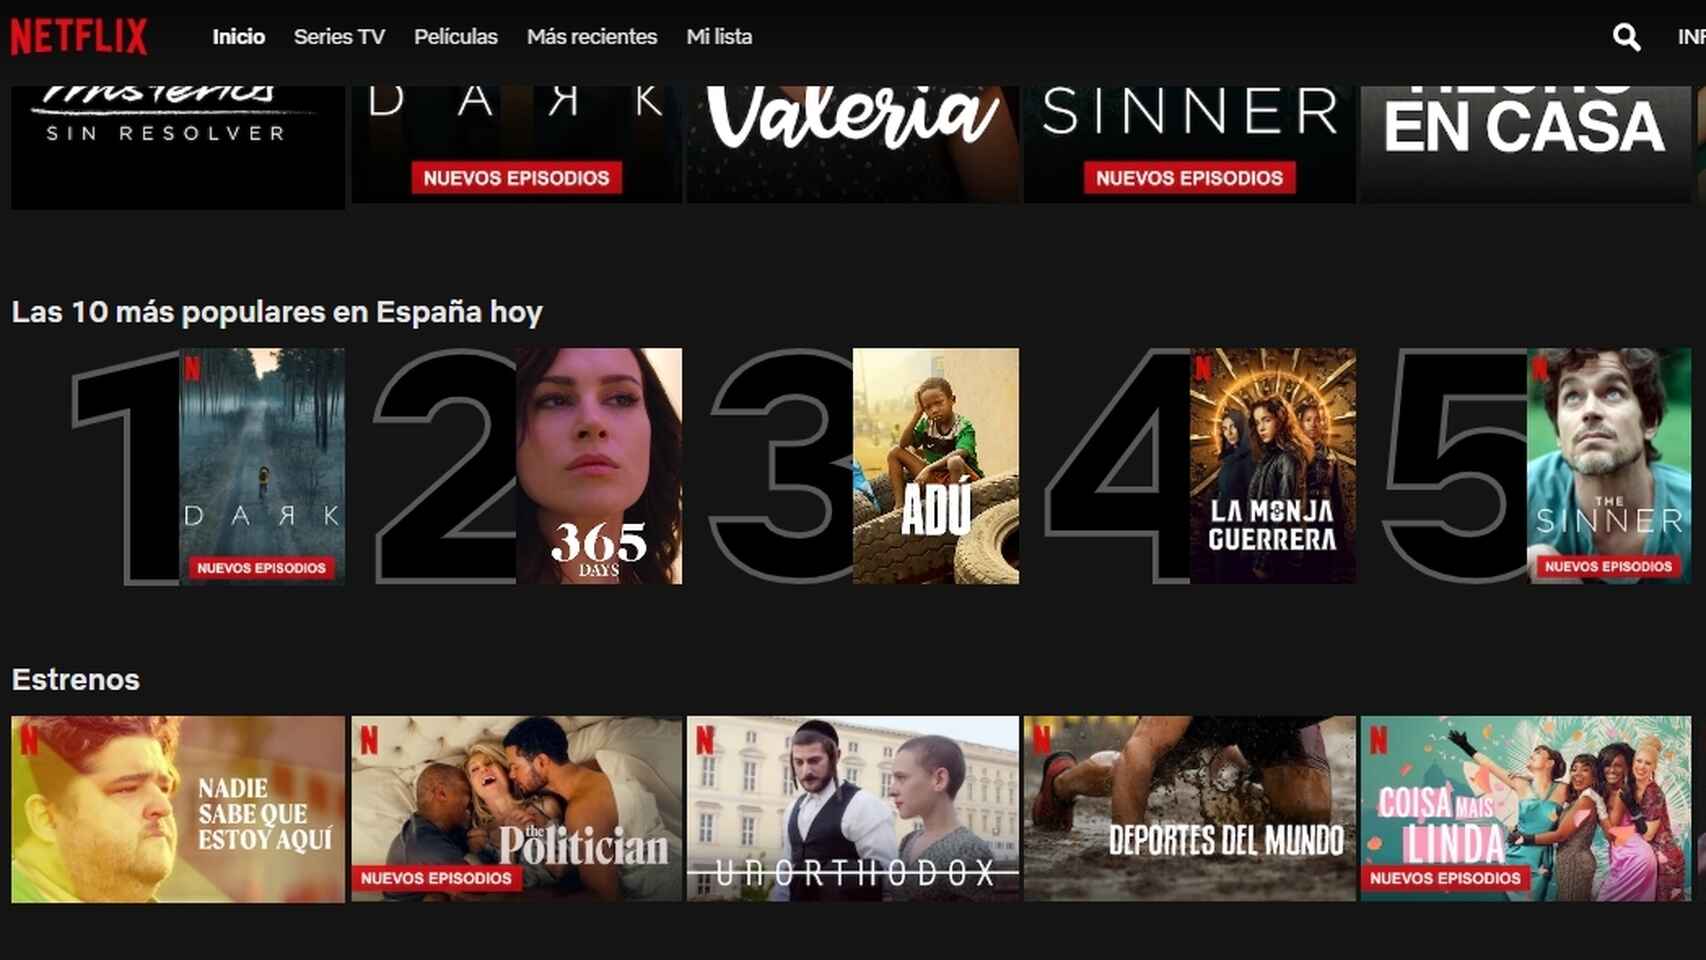 NETFLIX
Inicio
Series TV
Películas
Más recientes
Mi lista
INF
Misterios
SIN RESOLVER
DARK
NUEVOS EPISODIOS
Valeria
SINNER
NUEVOS EPISODIOS
HECHO
EN CASA
Las 10 más populares en España hoy
1
N
DARK
NUEVOS EPISODIOS
2
365
DAYS
3
ADÚ
4
N
LA MONJA
GUERRERA
5
N
THE
SINNER
NUEVOS EPISODIOS
Estrenos
N
NADIE
SABE QUE
ESTOY AQUÍ
N
the
Politician
NUEVOS EPISODIOS
N
UNORTHODOX
N
DEPORTES DEL MUNDO
N
COISA MAIS
LINDA
NUEVOS EPISODIOS